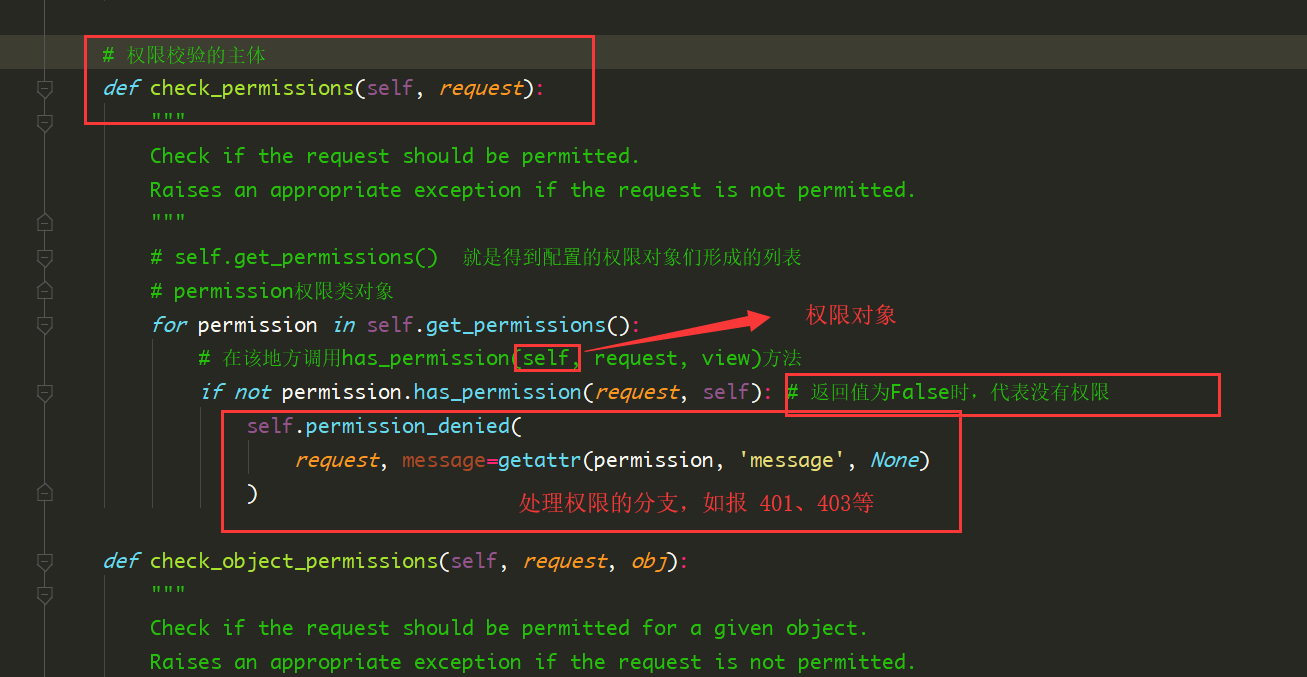 # 权限校验的主体
def check_permissions(self, request):
"""
Check if the request should be permitted.
Raises an appropriate exception if the request is not permitted.
"""
# self.get_permissions() 就是得到配置的权限对象们形成的列表
# permission权限类对象
for permission in self.get_permissions():
权限对象
# 在该地方调用has_permission(self, request, view)方法
if not permission.has_permission(request, self): # 返回值为False时，代表没有权限
self.permission_denied(
request, message=getattr(permission, 'message', None)
)
处理权限的分支，如报 401、403等
def check_object_permissions(self, request, obj):
"""
Check if the request should be permitted for a given object.
Raises an appropriate exception if the request is not permitted.